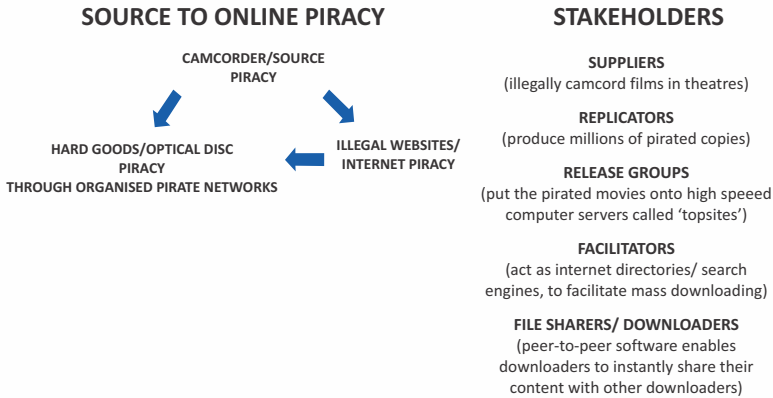 SOURCE TO ONLINE PIRACY
CAMCORDER/SOURCE
PIRACY
HARD GOODS/OPTICAL DISC
PIRACY
THROUGH ORGANISED PIRATE NETWORKS
ILLEGAL WEBSITES/
INTERNET PIRACY
STAKEHOLDERS
SUPPLIERS
(illegally camcord films in theatres)
REPLICATORS
(produce millions of pirated copies)
RELEASE GROUPS
(put the pirated movies onto high speeed
computer servers called ‘topsites’)
FACILITATORS
(act as internet directories/ search
engines, to facilitate mass downloading)
FILE SHARERS/ DOWNLOADERS
(peer-to-peer software enables
downloaders to instantly share their
content with other downloaders)